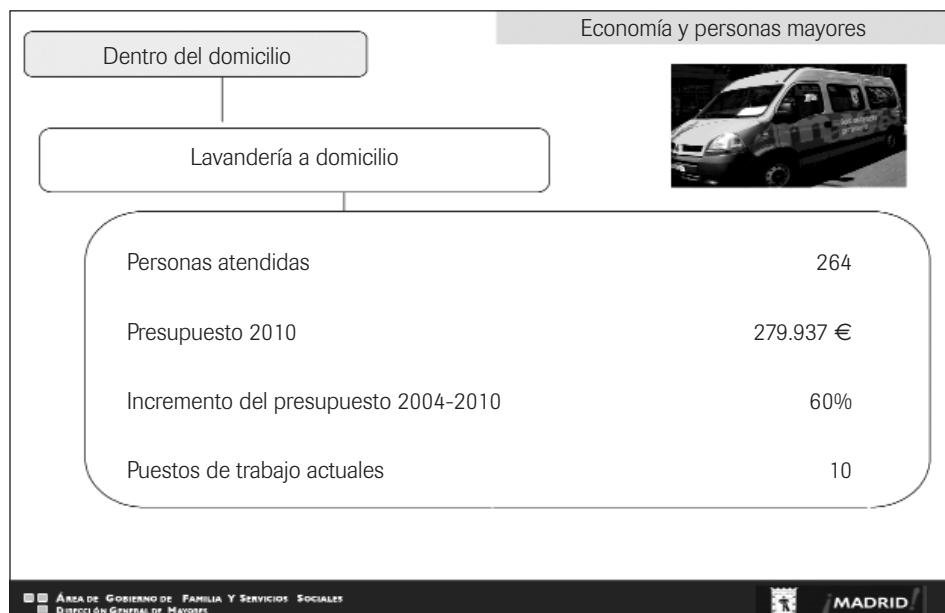 Economía y personas mayores
Dentro del domicilio
Lavandería a domicilio
Personas atendidas 264
Presupuesto 2010 279.937 €
Incremento del presupuesto 2004-2010 60%
Puestos de trabajo actuales 10
ÁREA DE GOBIERNO DE FAMILIA Y SERVICIOS SOCIALES
DIRECCIÓN GENERAL DE MAYORES
¡MADRID!